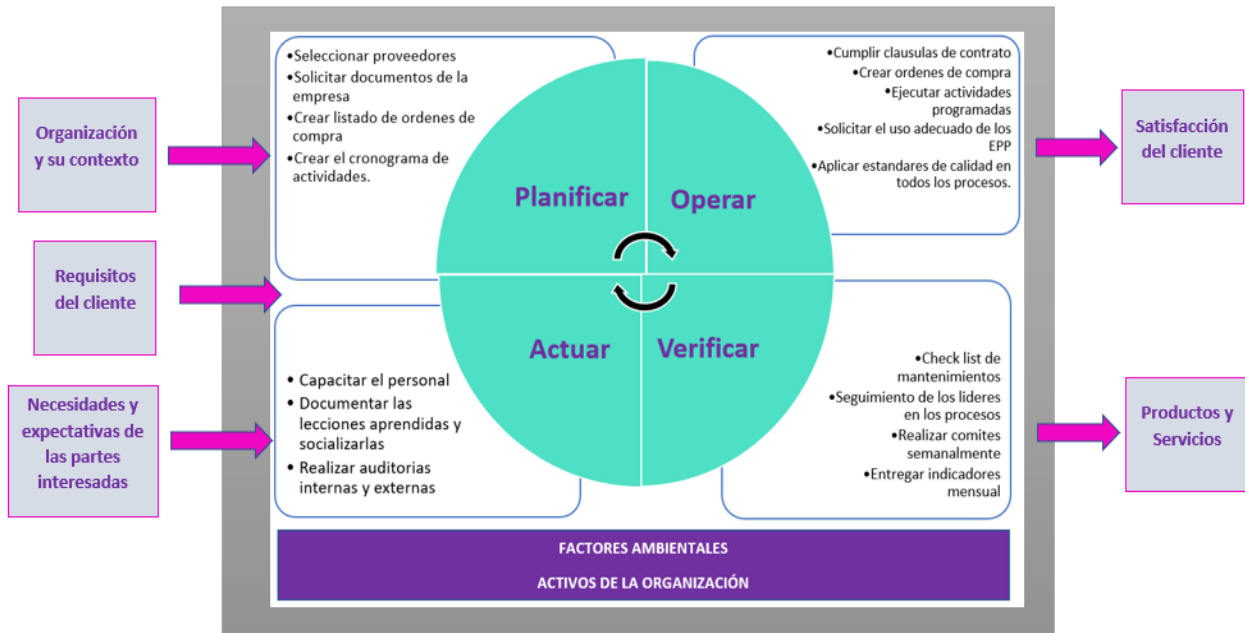 Organización
y su contexto
Requisitos
del cliente
Necesidades y
expectativas de
las partes
interesadas
•Seleccionar proveedores
•Solicitar documentos de la
empresa
•Crear listado de ordenes de
compra
•Crear el cronograma de
actividades.
•Cumplir clausulas de contrato
•Crear ordenes de compra
•Ejecutar actividades
programadas
•Solicitar el uso adecuado de los
EPP
•Aplicar estandares de calidad en
todos los procesos.
Planificar
Operar
Actuar
Verificar
• Capacitar el personal
• Documentar las
lecciones aprendidas y
socializarlas
• Realizar auditorias
internas y externas
•Check list de
mantenimientos
•Seguimiento de los lideres
en los procesos
•Realizar comites
semanalmente
•Entregar indicadores
mensual
Satisfacción
del cliente
Productos y
Servicios
FACTORES AMBIENTALES
ACTIVOS DE LA ORGANIZACIÓN